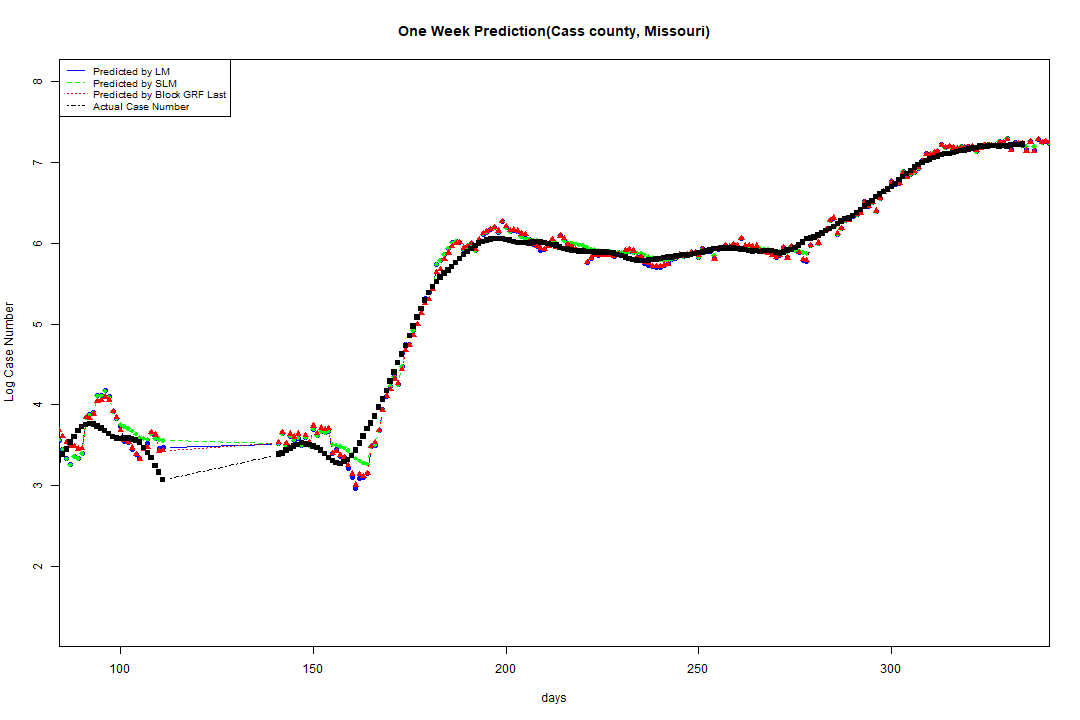 One Week Prediction(Cass county, Missouri)
Predicted by LM
Predicted by SLM
Predicted by Block GRF Last
Actual Case Number
8
7
6
5
4
3
2
Log Case Number
100 150 200 250 300
days